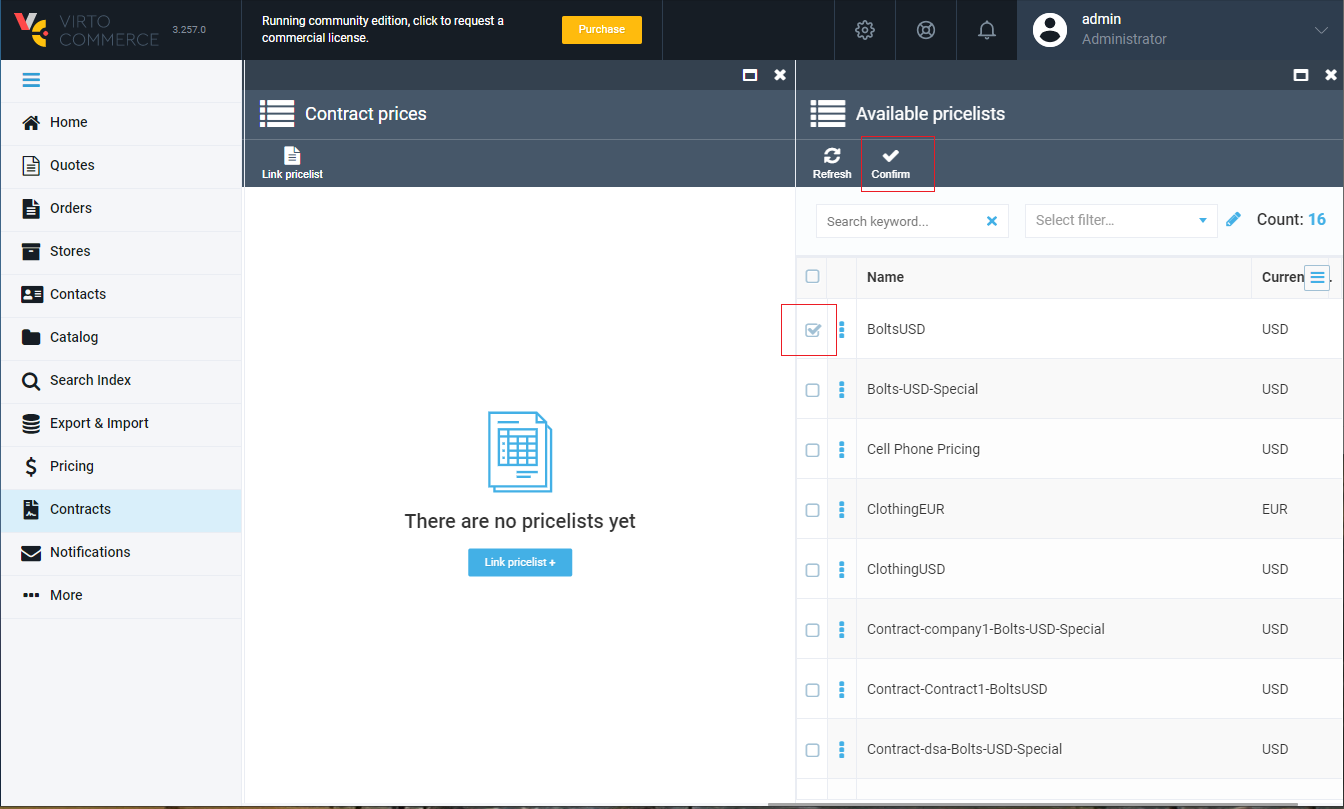 VIRTO
COMMERCE
3.257.0
Running community edition, click to request a
commercial license.
Purchase
admin
Administrator
Home
Quotes
Orders
Stores
Contacts
Catalog
Search Index
Export & Import
Pricing
Contracts
Notifications
More
Contract prices
Link pricelist
There are no pricelists yet
Link pricelist +
Available pricelists
Refresh
Confirm
Search keyword...
Select filter...
Count: 16
Name
Curren
BoltsUSD
USD
Bolts-USD-Special
USD
Cell Phone Pricing
USD
ClothingEUR
EUR
ClothingUSD
USD
Contract-company1-Bolts-USD-Special
USD
Contract-Contract1-BoltsUSD
USD
Contract-dsa-Bolts-USD-Special
USD